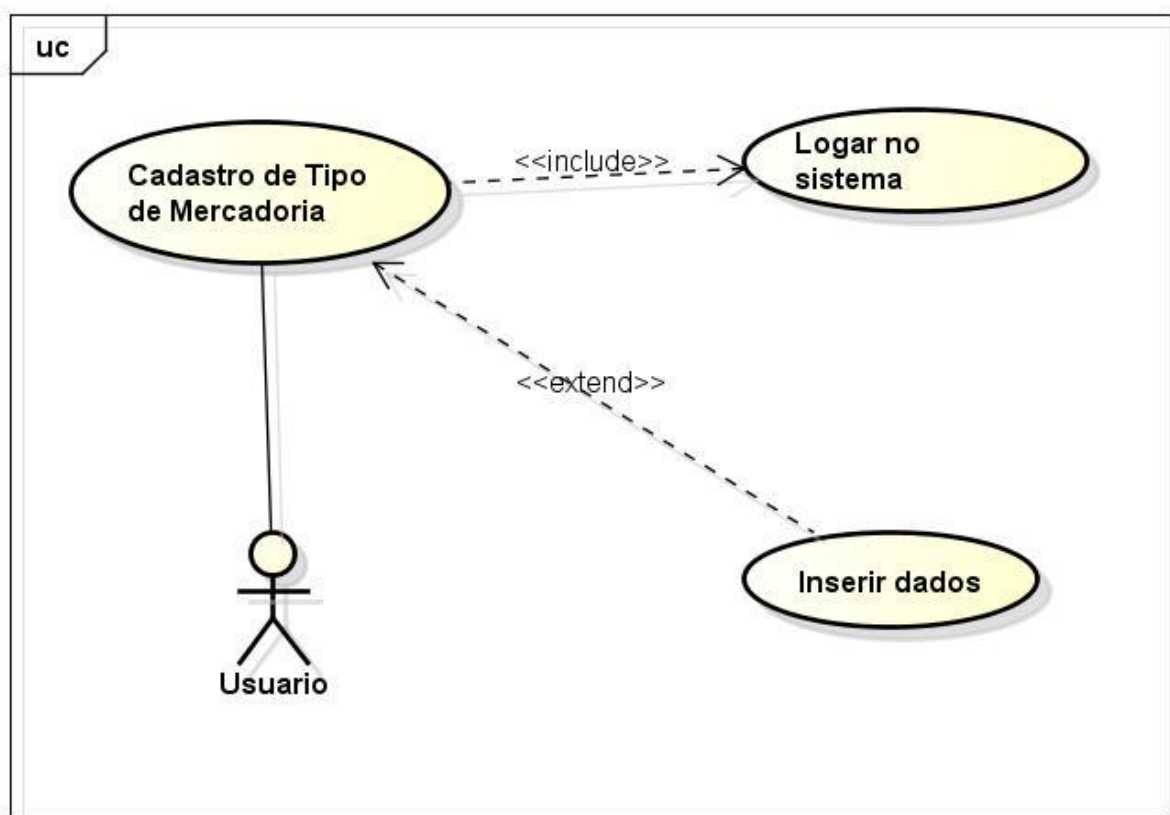 uc
Cadastro de Tipo
de Mercadoria
<<include>>
Logar no
sistema
<<extend>>
Inserir dados
Usuario